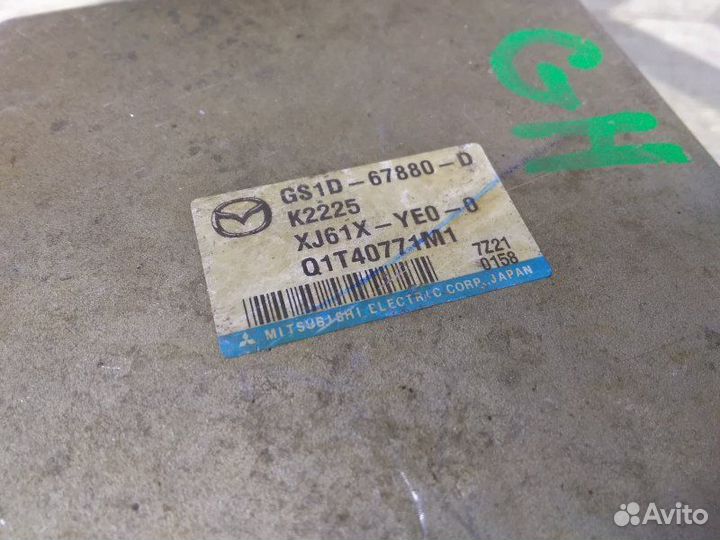 GH
GS1D-67880-D
K2225
XJ61X-YE0-0
Q1T40771M1
7Z21
0158
MITSUBISHI ELECTRIC CORP. JAPAN
Avito